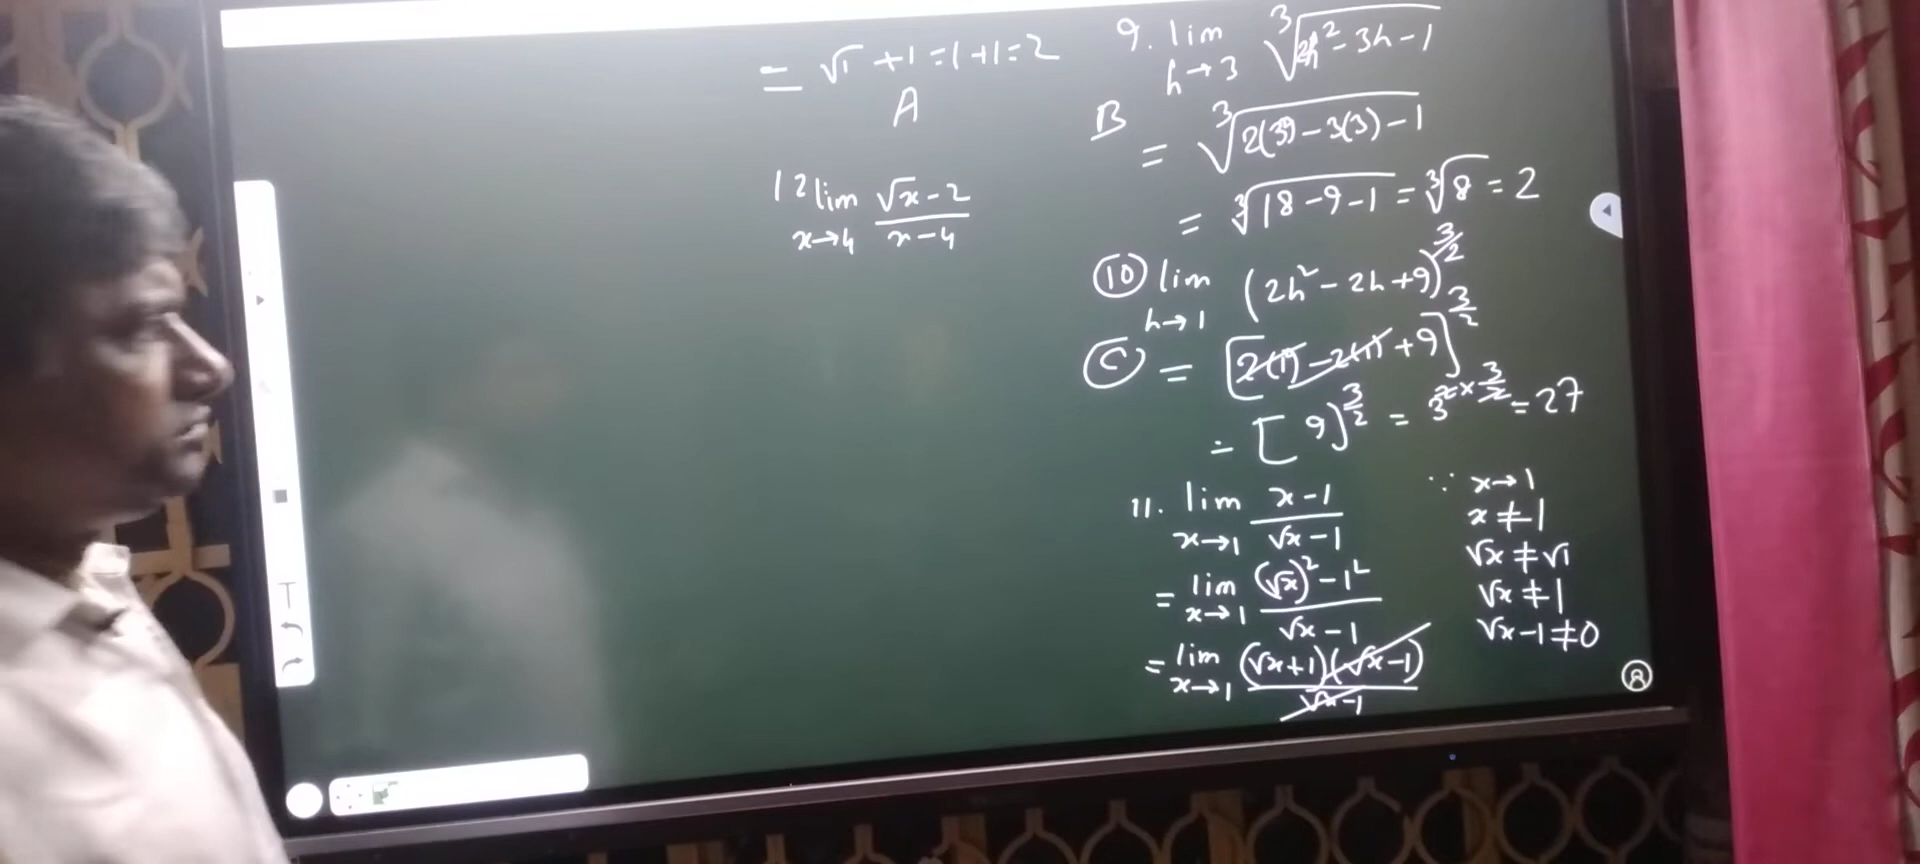 = √1 + 1 = 1 + 1 = 2
A
12 lim x→4 (√x - 2)/(x - 4)
9. lim h→3 ∛(2h² - 3h - 1)
B
= ∛(2(3²) - 3(3) - 1)
= ∛(18 - 9 - 1) = ∛8 = 2
(10) lim h→1 (2h² - 2h + 9)^(3/2)
(C) = [2(1²) - 2(1) + 9]^(3/2)
= [9]^(3/2) = 3^(2×3/2) = 27
11. lim x→1 (x - 1)/(√x - 1)
= lim x→1 ((√x)² - 1²)/(√x - 1)
= lim x→1 ((√x + 1)(√x - 1))/(√x - 1)
∵ x→1
x ≠ 1
√x ≠ √1
√x ≠ 1
√x - 1 ≠ 0
T